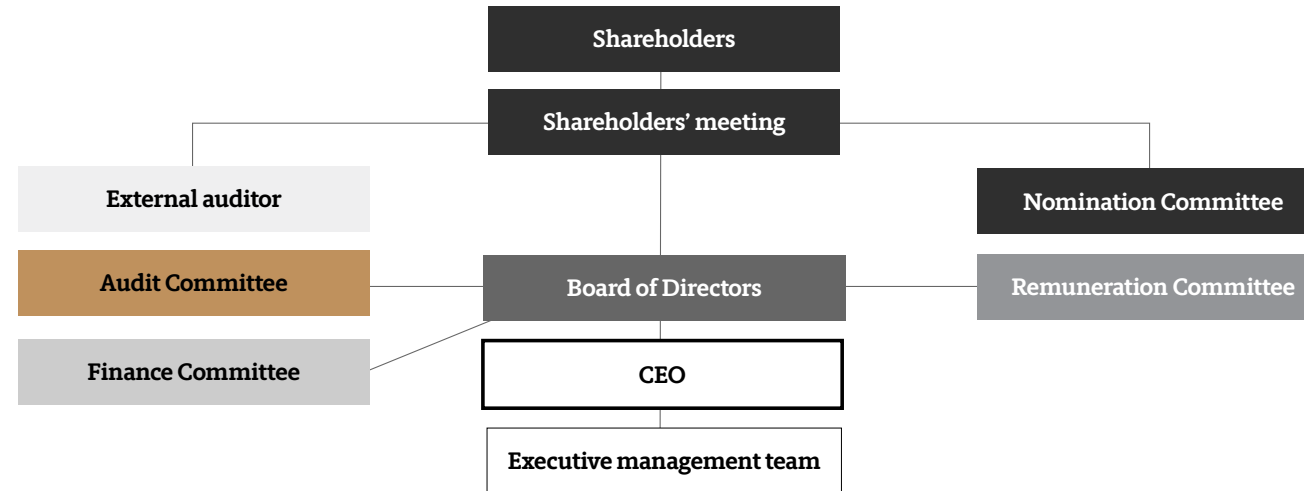 Shareholders
Shareholders’ meeting
External auditor
Nomination Committee
Audit Committee
Board of Directors
Remuneration Committee
Finance Committee
CEO
Executive management team